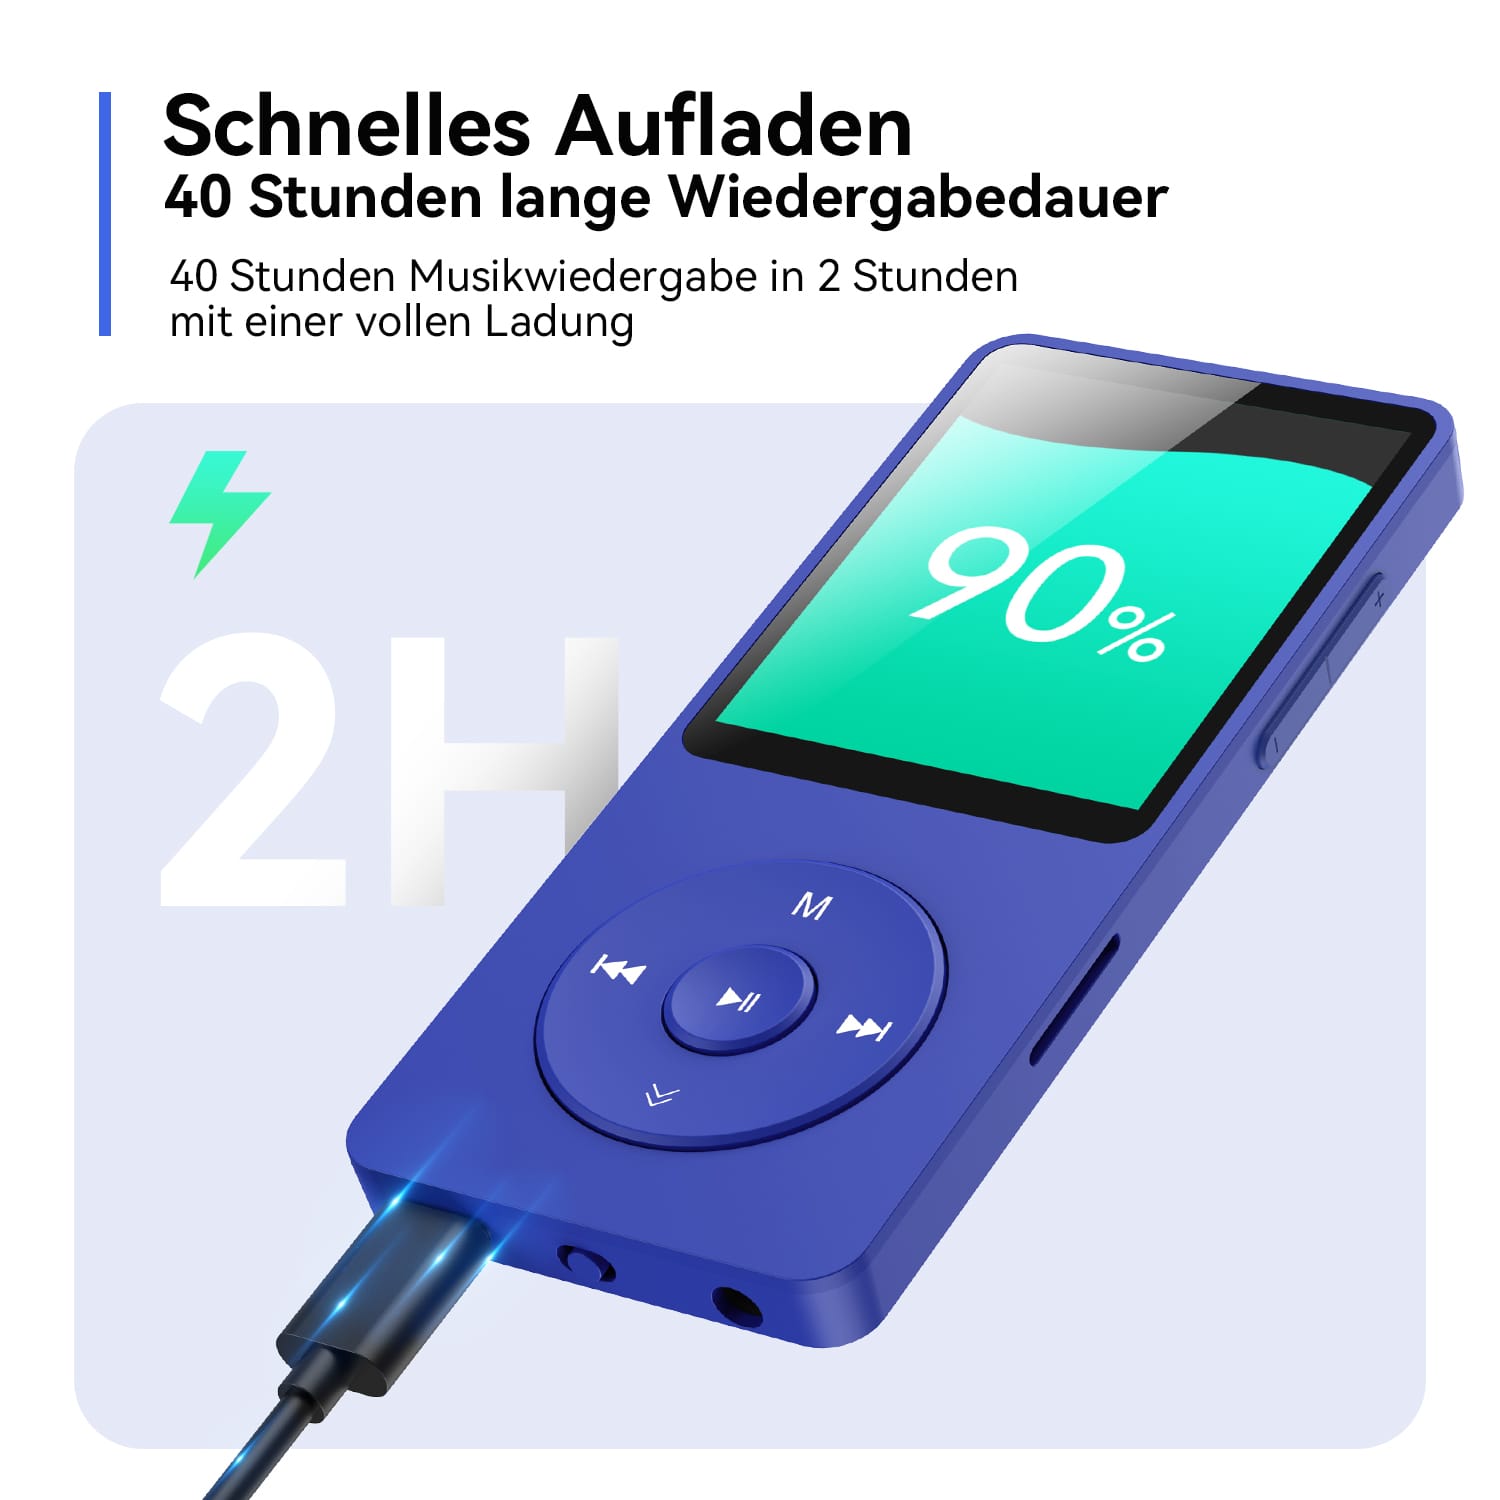 Schnelles Aufladen
40 Stunden lange Wiedergabedauer
40 Stunden Musikwiedergabe in 2 Stunden
mit einer vollen Ladung
2H
90%
M